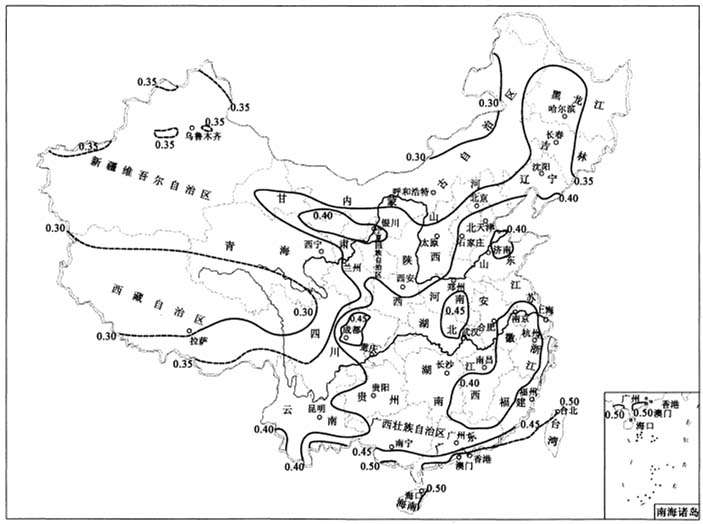 0.35
0.35
0.35
0.35
0.35
乌鲁木齐
新疆维吾尔自治区
0.30
0.30
内蒙古自治区
黑龙江
哈尔滨
长春
吉林
沈阳
辽宁
0.35
0.40
呼和浩特
北京
北天津
河
甘肃
0.40
银川
宁夏回族自治区
山西
太原
石家庄
0.40
济南
山东
青海
西宁
兰州
陕西
西安
郑州
河南
0.45
0.30
西藏自治区
0.30
拉萨
0.30
0.35
四川
0.45
成都
重庆
湖北
武汉
安徽
合肥
江苏
南京
上海
杭州
浙江
湖南
长沙
江西
南昌
0.40
福建
福州
贵州
贵阳
云南
昆明
0.40
0.40
广西壮族自治区
南宁
0.45
0.50
广东
广州
香港
澳门
0.45
0.50
台北
台湾
海口
0.50
海南
广州
香港
0.50
0.50
澳门
海口
南海诸岛